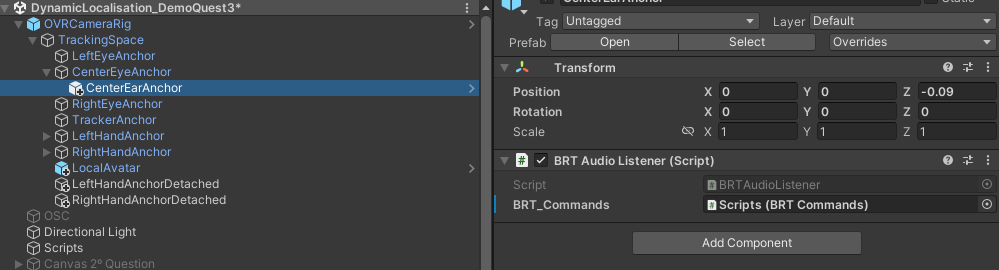 DynamicLocalisation_DemoQuest3*
OVRCameraRig
TrackingSpace
LeftEyeAnchor
CenterEyeAnchor
CenterEarAnchor
RightEyeAnchor
TrackerAnchor
LeftHandAnchor
RightHandAnchor
LocalAvatar
LeftHandAnchorDetached
RightHandAnchorDetached
OSC
Directional Light
Scripts
Canvas 2º Question
CenterEarAnchor
Static
Tag Untagged Layer Default
Prefab Open Select Overrides
Transform
Position X 0 Y 0 Z -0.09
Rotation X 0 Y 0 Z 0
Scale X 1 Y 1 Z 1
# BRT Audio Listener (Script)
Script # BRTAudioListener
BRT_Commands # Scripts (BRT Commands)
Add Component